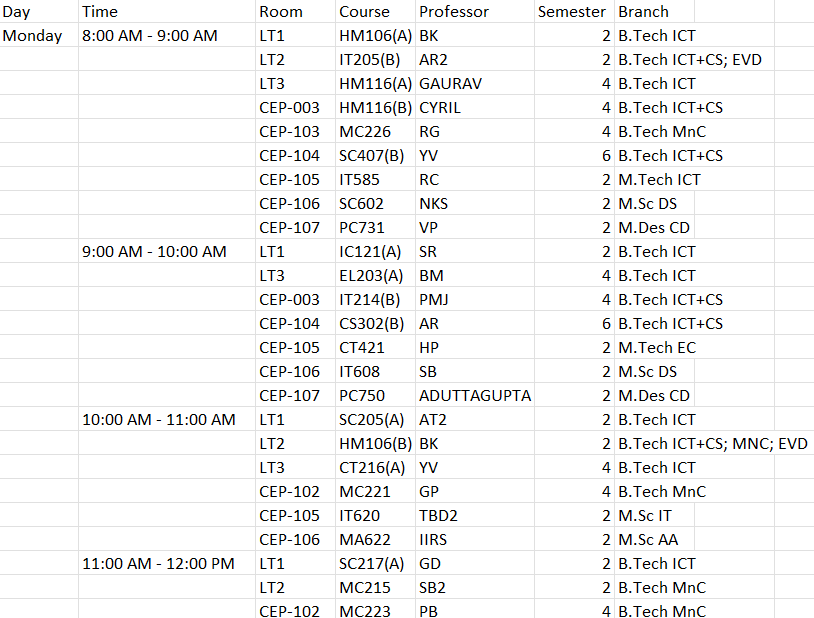 Day Time Room Course Professor Semester Branch
Monday 8:00 AM - 9:00 AM LT1 HM106(A) BK 2 B.Tech ICT
LT2 IT205(B) AR2 2 B.Tech ICT+CS; EVD
LT3 HM116(A) GAURAV 4 B.Tech ICT
CEP-003 HM116(B) CYRIL 4 B.Tech ICT+CS
CEP-103 MC226 RG 4 B.Tech MnC
CEP-104 SC407(B) YV 6 B.Tech ICT+CS
CEP-105 IT585 RC 2 M.Tech ICT
CEP-106 SC602 NKS 2 M.Sc DS
CEP-107 PC731 VP 2 M.Des CD
9:00 AM - 10:00 AM LT1 IC121(A) SR 2 B.Tech ICT
LT3 EL203(A) BM 4 B.Tech ICT
CEP-003 IT214(B) PMJ 4 B.Tech ICT+CS
CEP-104 CS302(B) AR 6 B.Tech ICT+CS
CEP-105 CT421 HP 2 M.Tech EC
CEP-106 IT608 SB 2 M.Sc DS
CEP-107 PC750 ADUTTAGUPTA 2 M.Des CD
10:00 AM - 11:00 AM LT1 SC205(A) AT2 2 B.Tech ICT
LT2 HM106(B) BK 2 B.Tech ICT+CS; MNC; EVD
LT3 CT216(A) YV 4 B.Tech ICT
CEP-102 MC221 GP 4 B.Tech MnC
CEP-105 IT620 TBD2 2 M.Sc IT
CEP-106 MA622 IIRS 2 M.Sc AA
11:00 AM - 12:00 PM LT1 SC217(A) GD 2 B.Tech ICT
LT2 MC215 SB2 2 B.Tech MnC
CEP-102 MC223 PB 4 B.Tech MnC